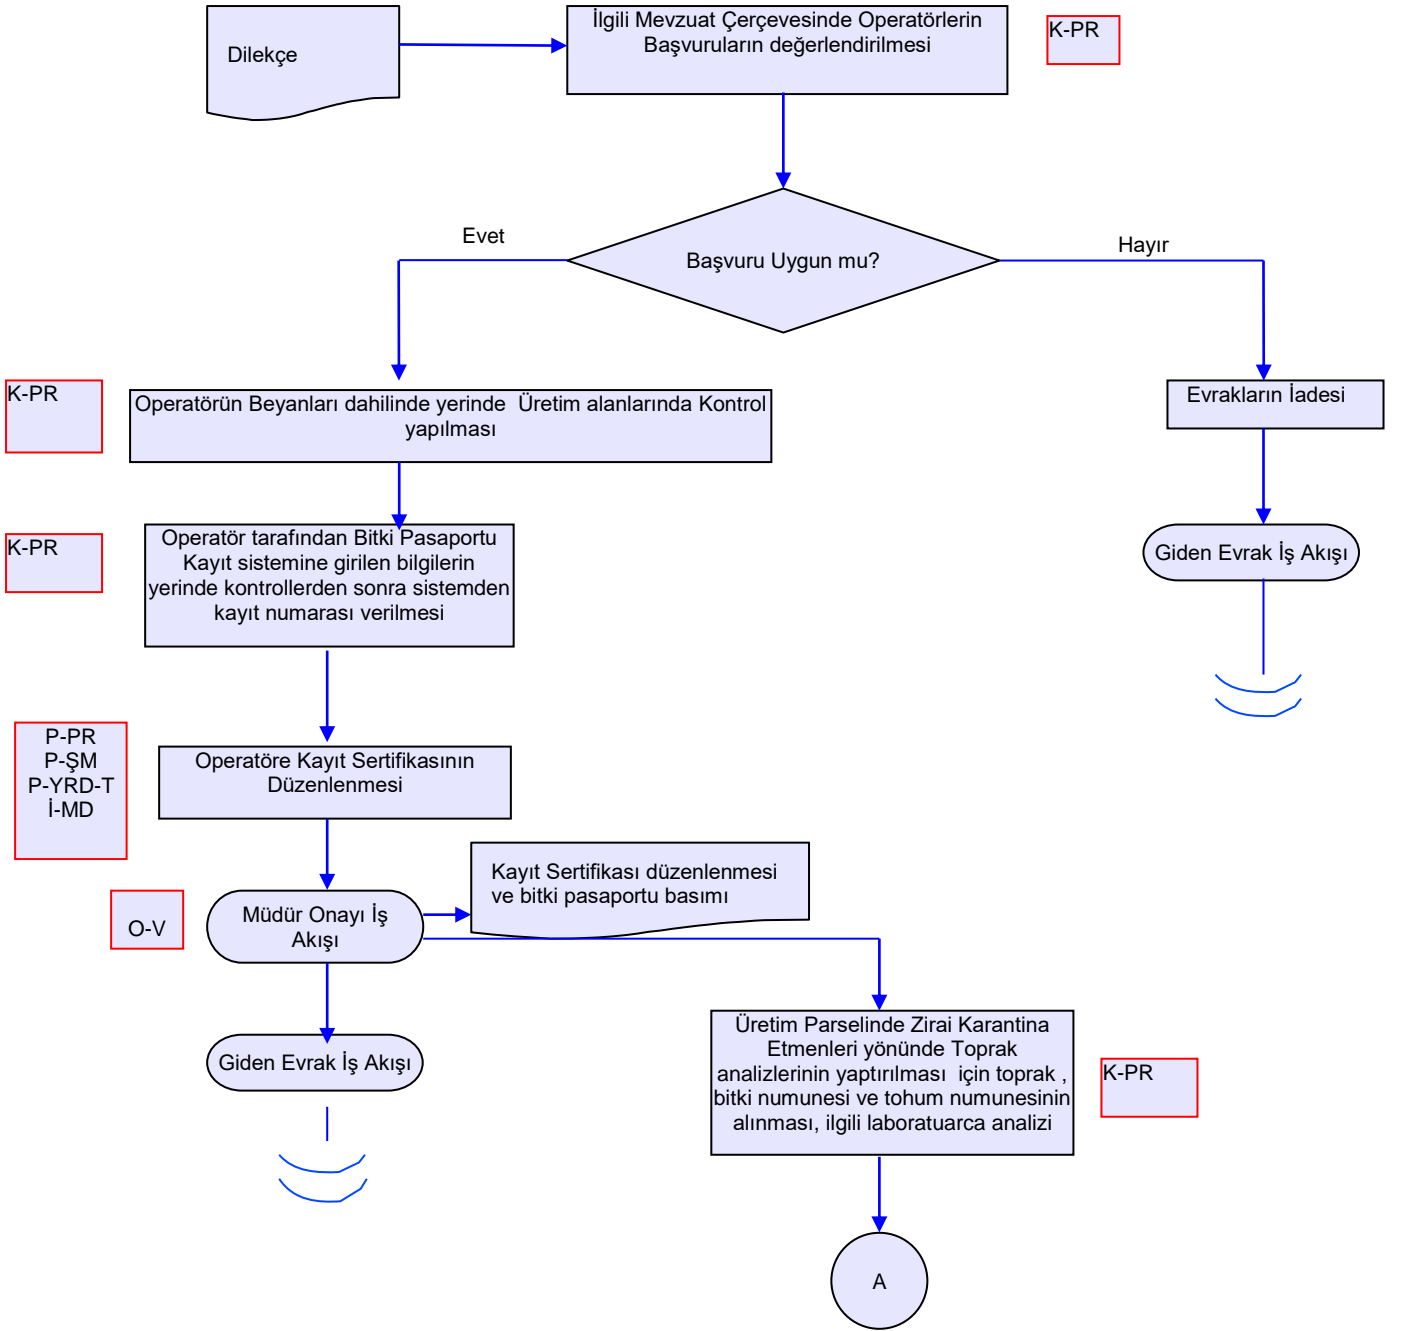 Dilekçe
İlgili Mevzuat Çerçevesinde Operatörlerin
Başvuruların değerlendirilmesi
K-PR
Başvuru Uygun mu?
Evet
Hayır
K-PR
Operatörün Beyanları dahilinde yerinde  Üretim alanlarında Kontrol
yapılması
Evrakların İadesi
K-PR
Operatör tarafından Bitki Pasaportu
Kayıt sistemine girilen bilgilerin
yerinde kontrollerden sonra sistemden
kayıt numarası verilmesi
Giden Evrak İş Akışı
P-PR
P-ŞM
P-YRD-T
İ-MD
Operatöre Kayıt Sertifikasının
Düzenlenmesi
Kayıt Sertifikası düzenlenmesi
ve bitki pasaportu basımı
O-V
Müdür Onayı İş
Akışı
Giden Evrak İş Akışı
Üretim Parselinde Zirai Karantina
Etmenleri yönünde Toprak
analizlerinin yaptırılması  için toprak ,
bitki numunesi ve tohum numunesinin
alınması, ilgili laboratuarca analizi
K-PR
A